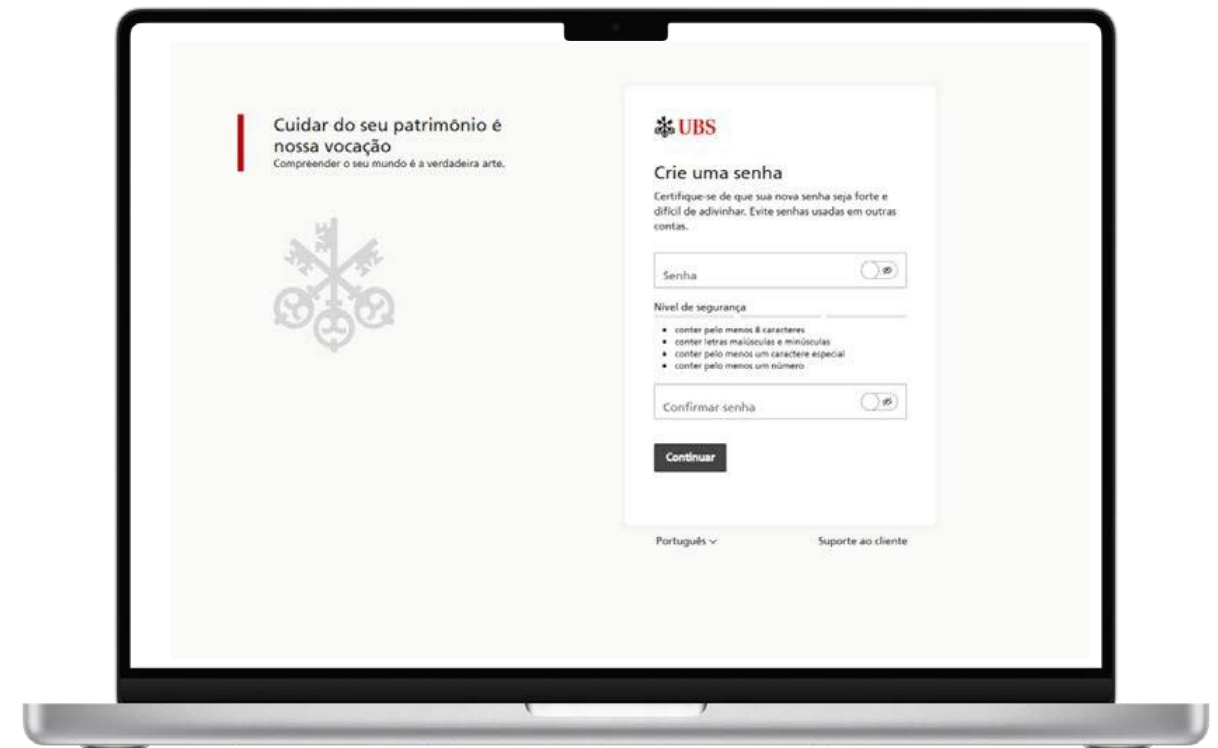 Cuidar do seu patrimônio é
nossa vocação
Compreender o seu mundo é a verdadeira arte.
UBS
Crie uma senha
Certifique-se de que sua nova senha seja forte e
difícil de adivinhar. Evite senhas usadas em outras
contas.
Senha
Nível de segurança
• conter pelo menos 8 caracteres
• conter letras maiúsculas e minúsculas
• conter pelo menos um caractere especial
• conter pelo menos um número
Confirmar senha
Continuar
Português
Suporte ao cliente